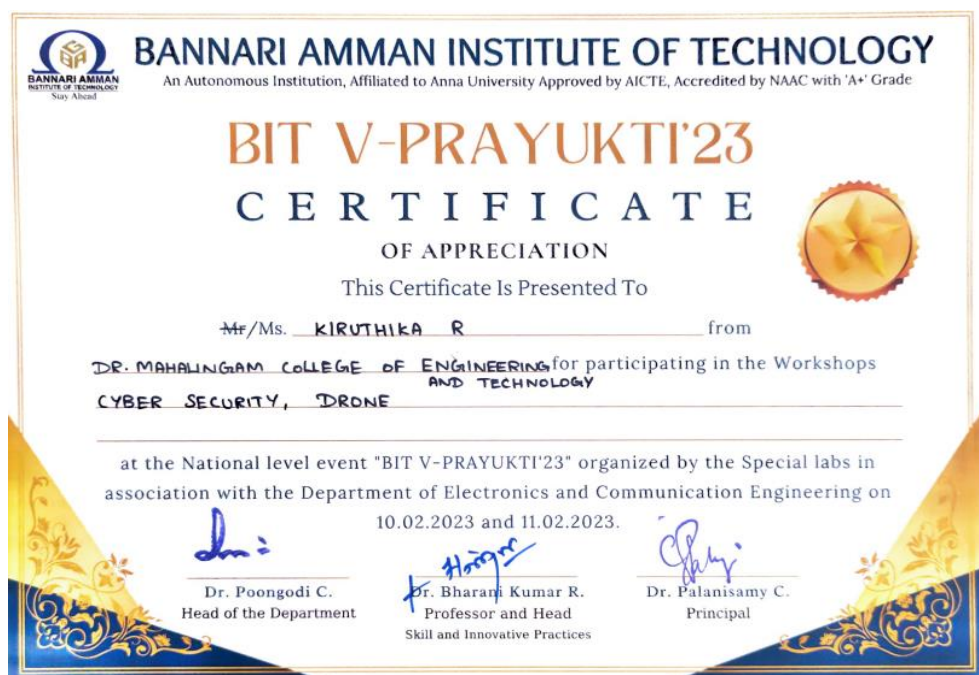 BANNARI AMMAN
INSTITUTE OF TECHNOLOGY
Stay Ahead
BANNARI AMMAN INSTITUTE OF TECHNOLOGY
An Autonomous Institution, Affiliated to Anna University Approved by AICTE, Accredited by NAAC with 'A+' Grade
BIT V-PRAYUKTI'23
CERTIFICATE
OF APPRECIATION
This Certificate Is Presented To
Mr/Ms. KIRUTHIKA R from
DR. MAHALINGAM COLLEGE OF ENGINEERING for participating in the Workshops
AND TECHNOLOGY
CYBER SECURITY, DRONE
at the National level event "BIT V-PRAYUKTI'23" organized by the Special labs in
association with the Department of Electronics and Communication Engineering on
10.02.2023 and 11.02.2023.
Dr. Poongodi C. Dr. Bharani Kumar R. Dr. Palanisamy C.
Head of the Department Professor and Head Principal
Skill and Innovative Practices